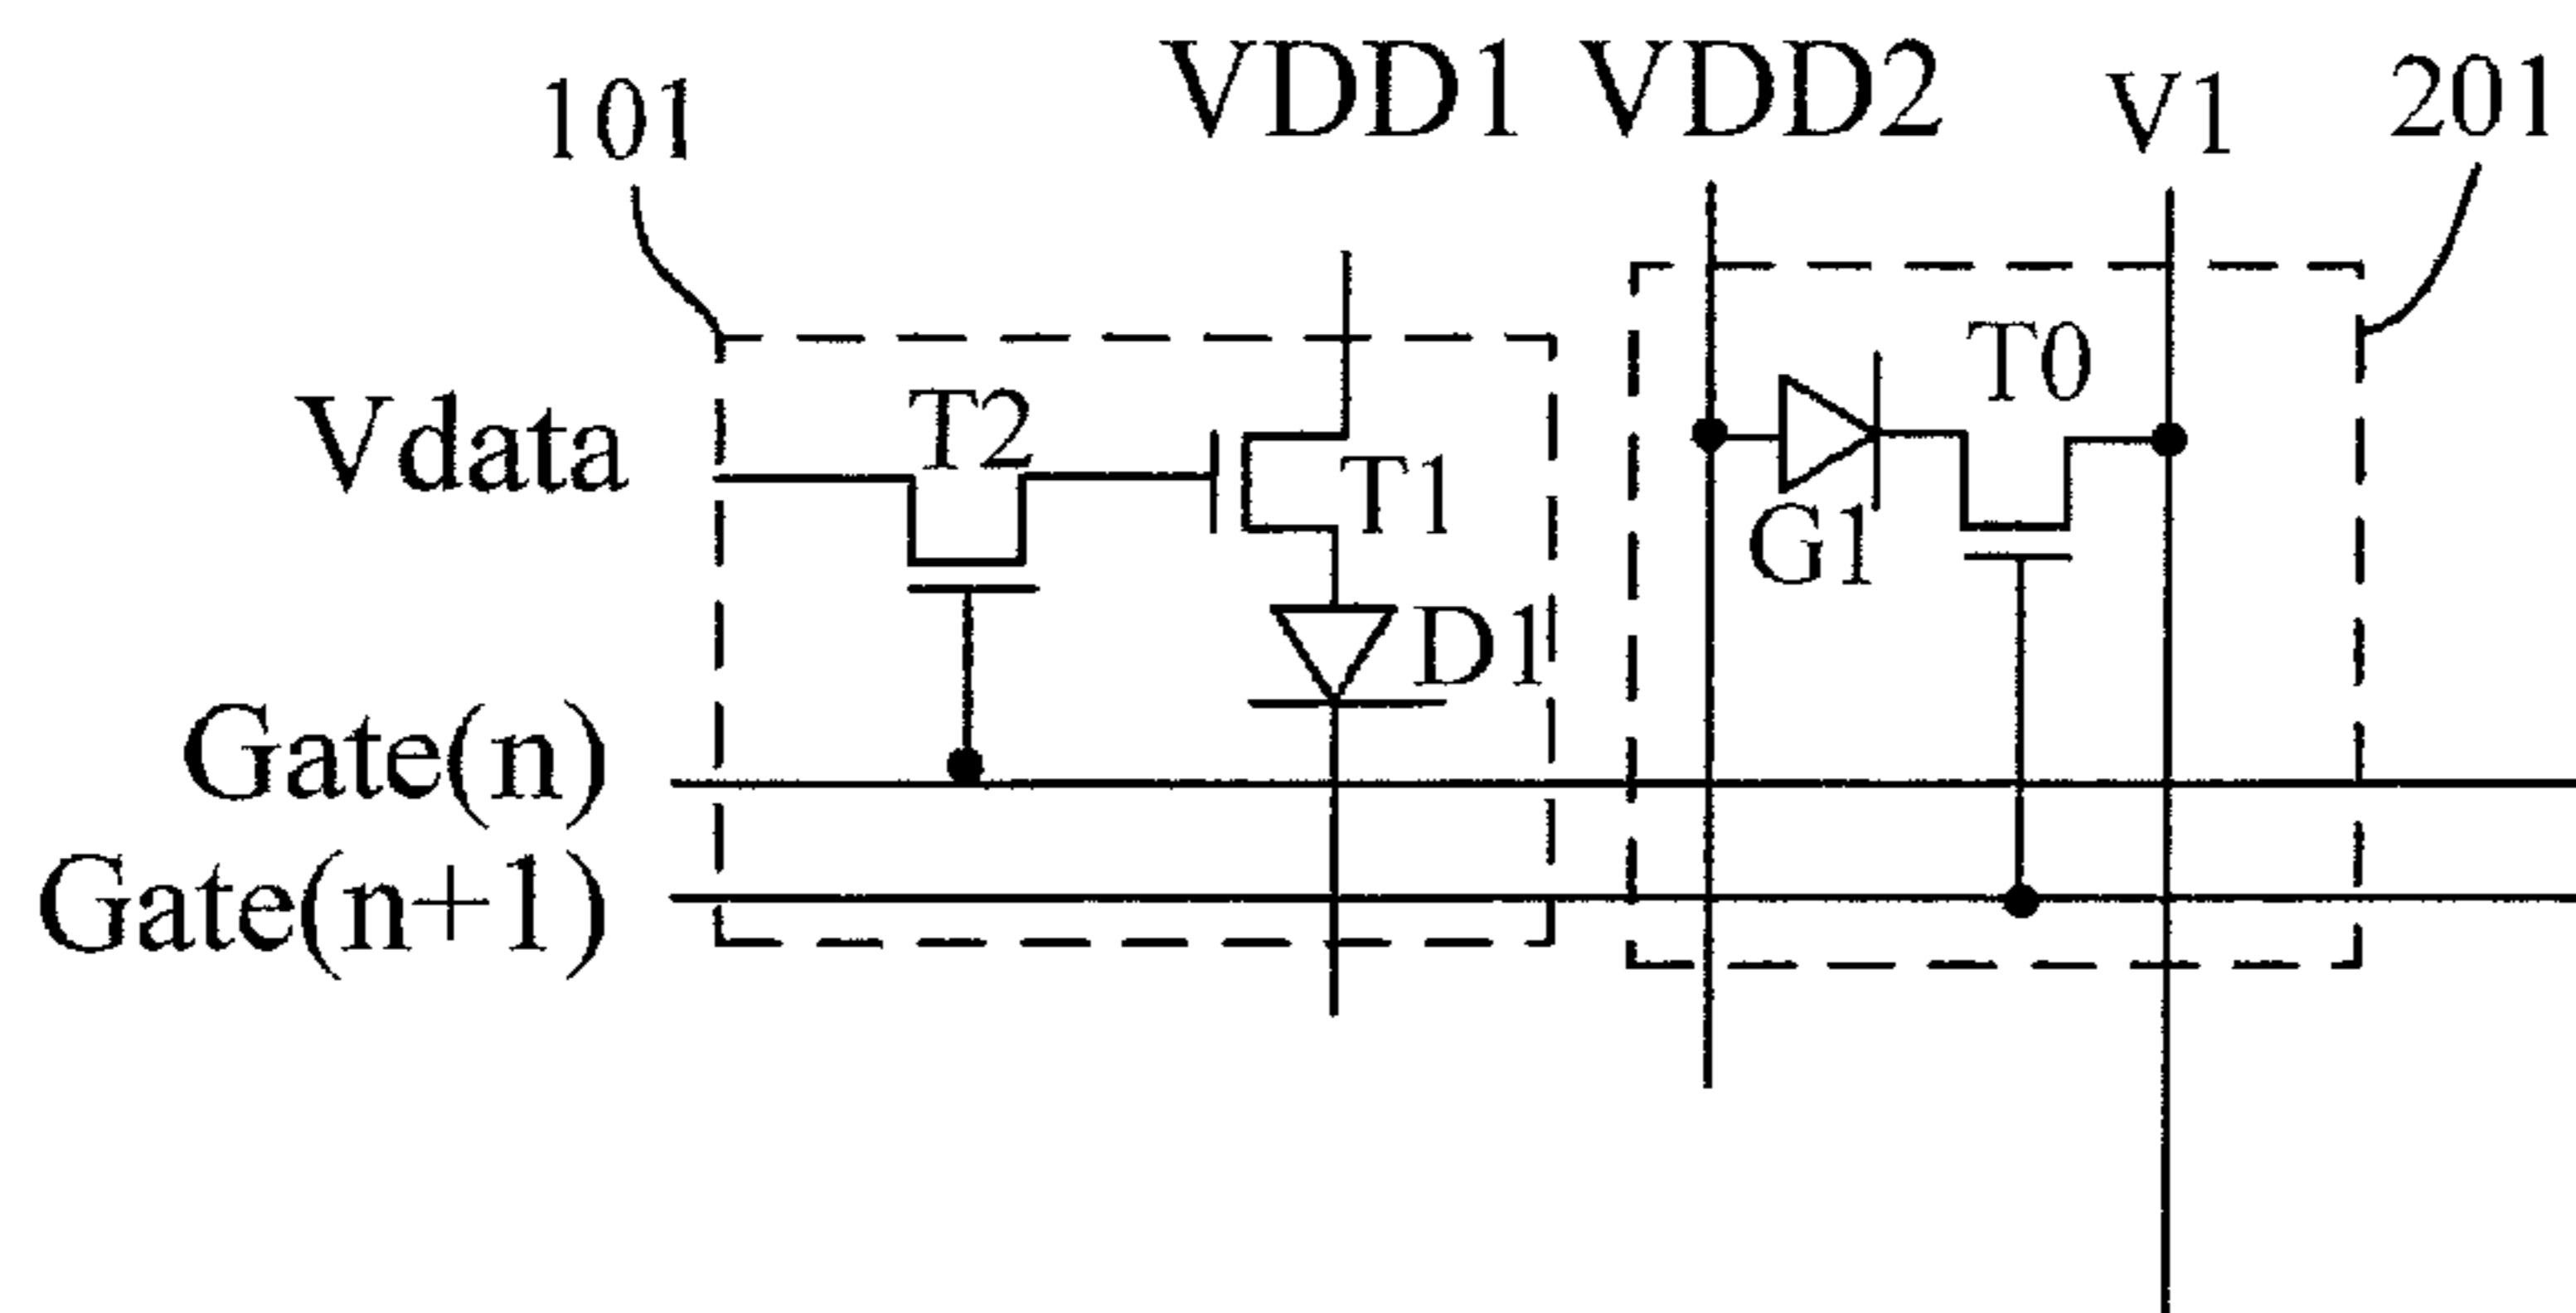 101 VDD1 VDD2 V1 201
T0
Vdata T2 T1
G1
D1
Gate(n)
Gate(n+1)